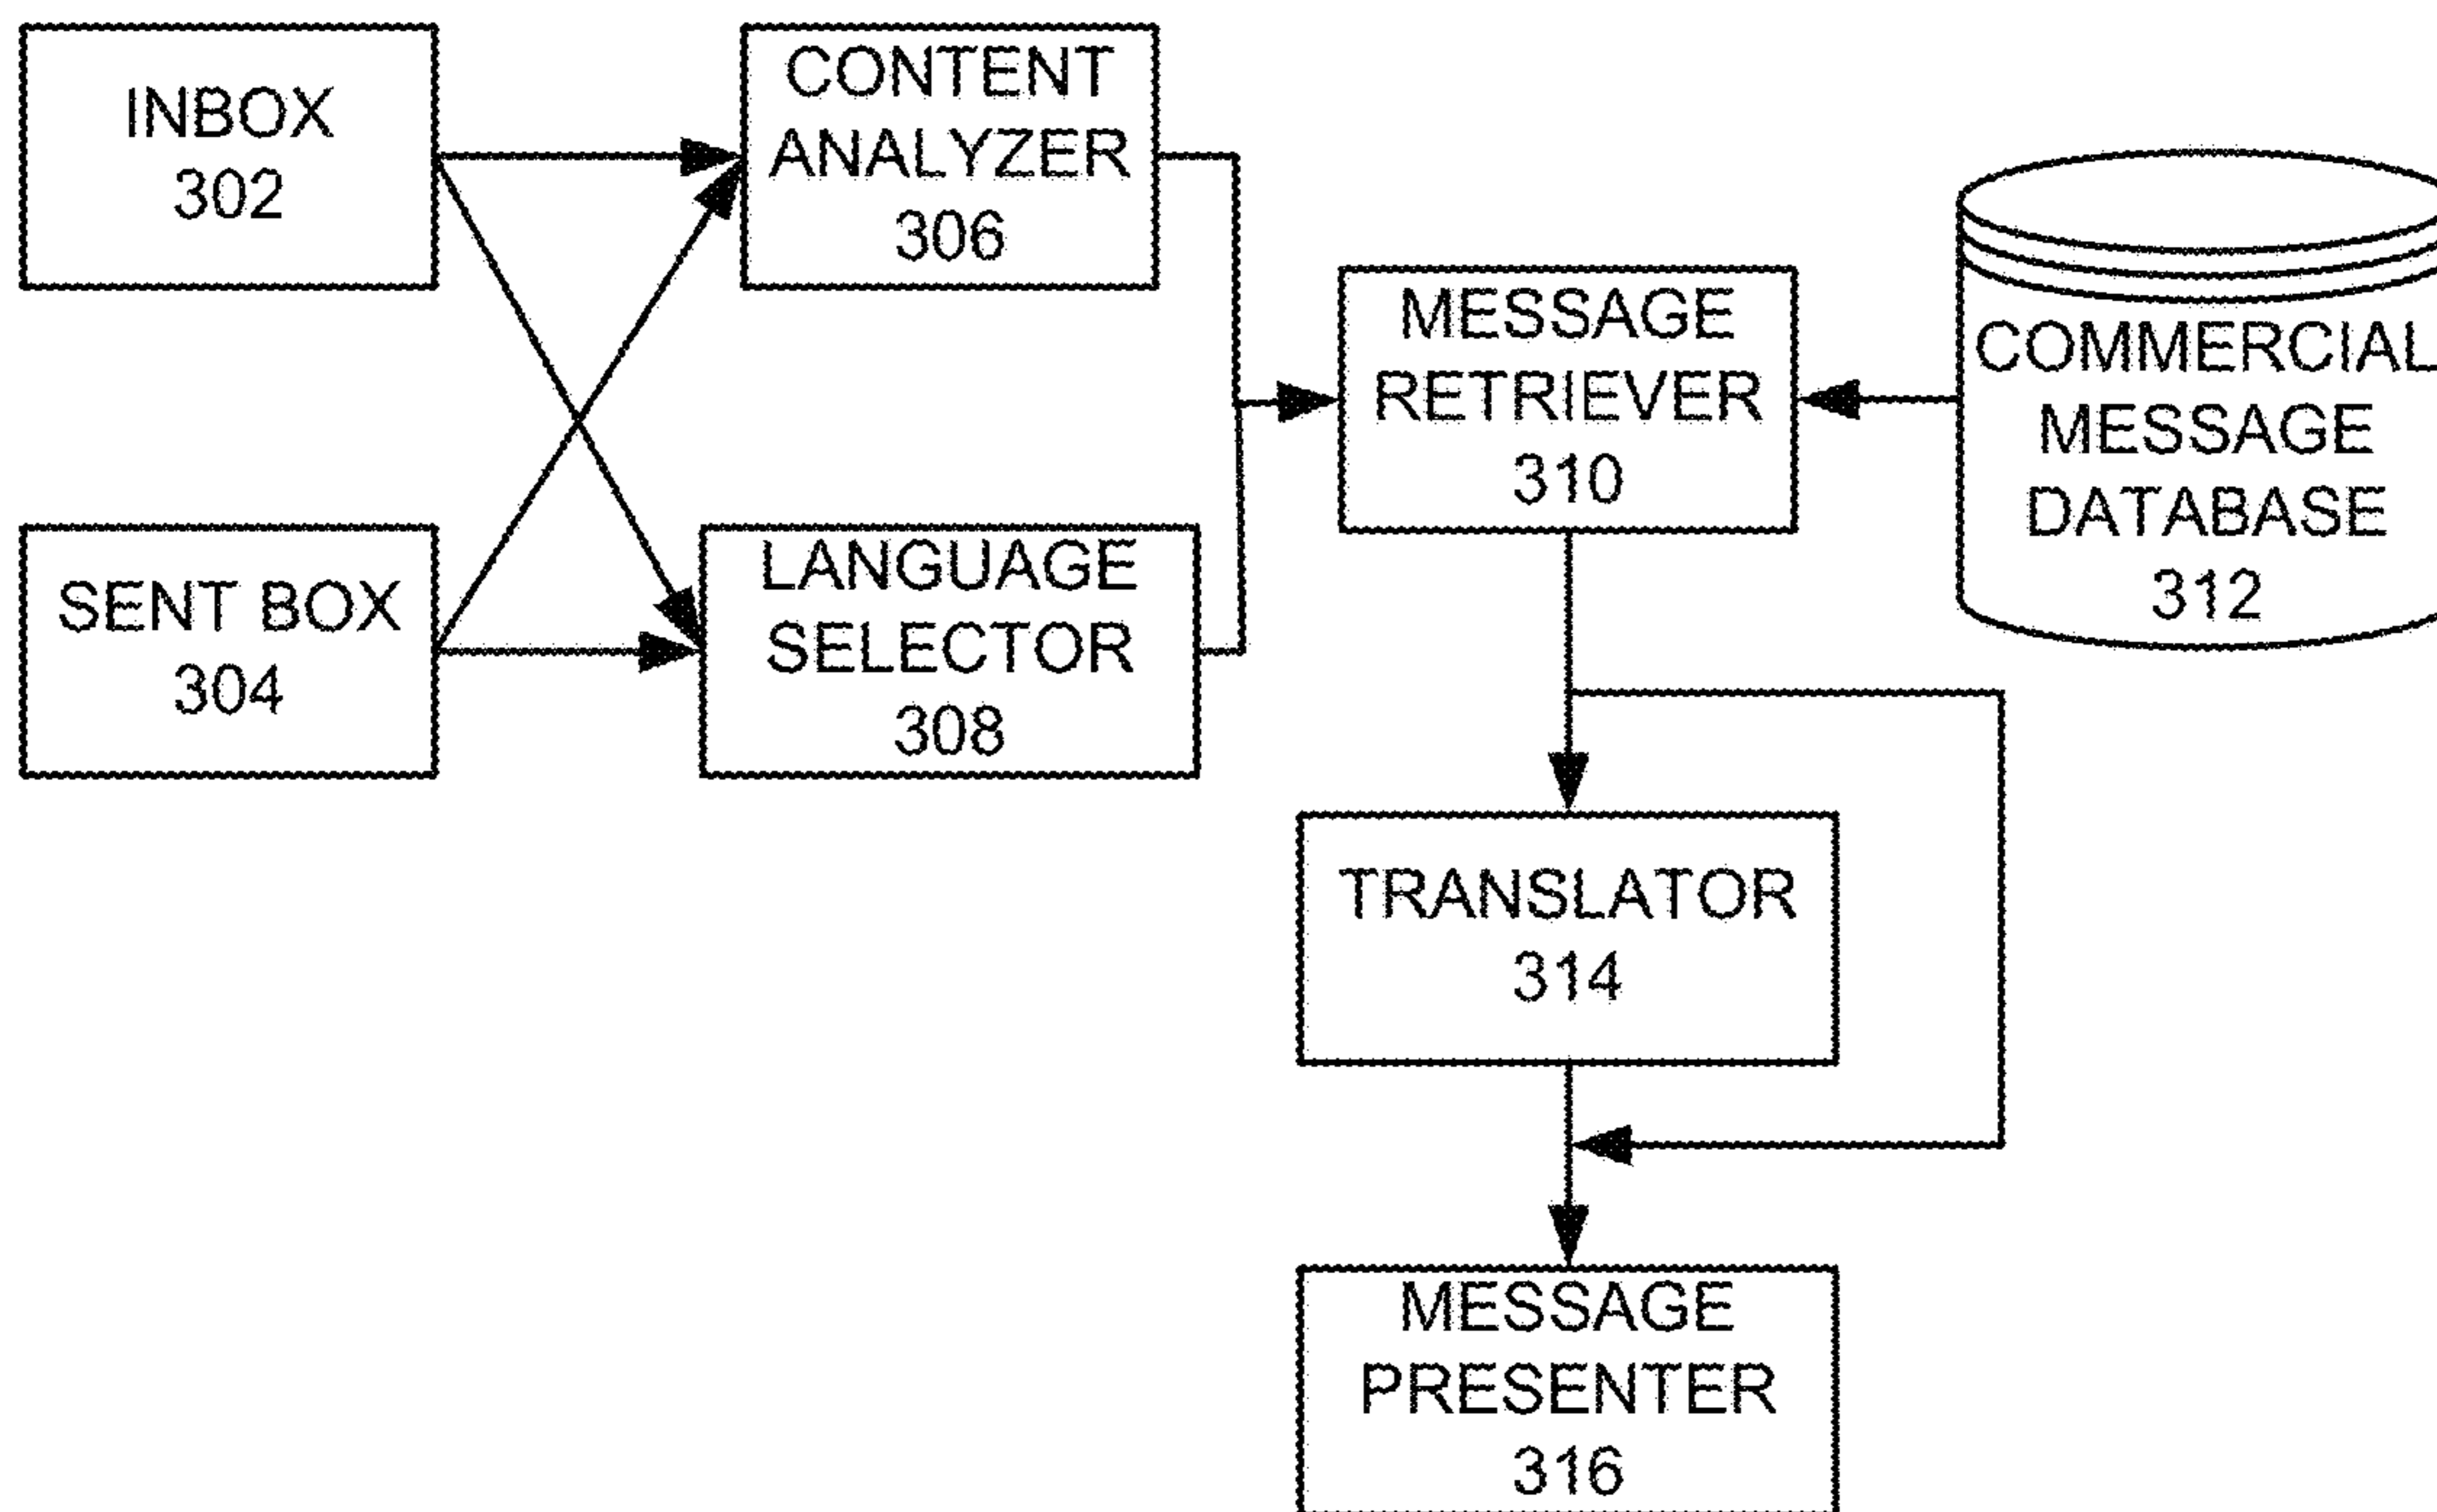 INBOX
302
CONTENT
ANALYZER
306
SENT BOX
304
LANGUAGE
SELECTOR
308
MESSAGE
RETRIEVER
310
COMMERCIAL
MESSAGE
DATABASE
312
TRANSLATOR
314
MESSAGE
PRESENTER
316